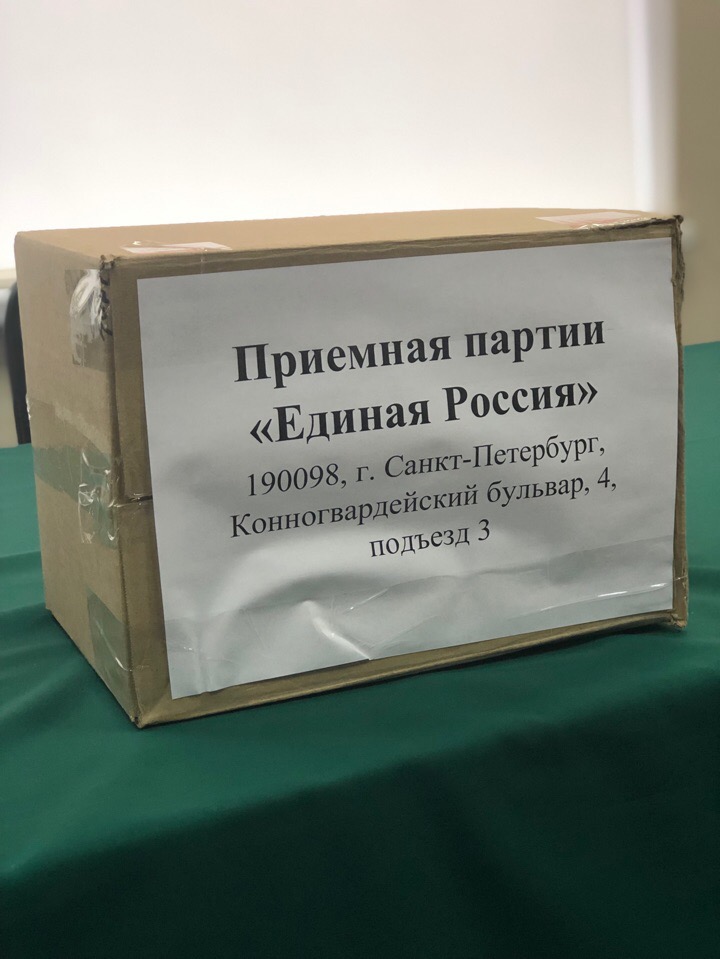 Приемная партии
«Единая Россия»
190098, г. Санкт-Петербург,
Конногвардейский бульвар, 4,
подъезд 3